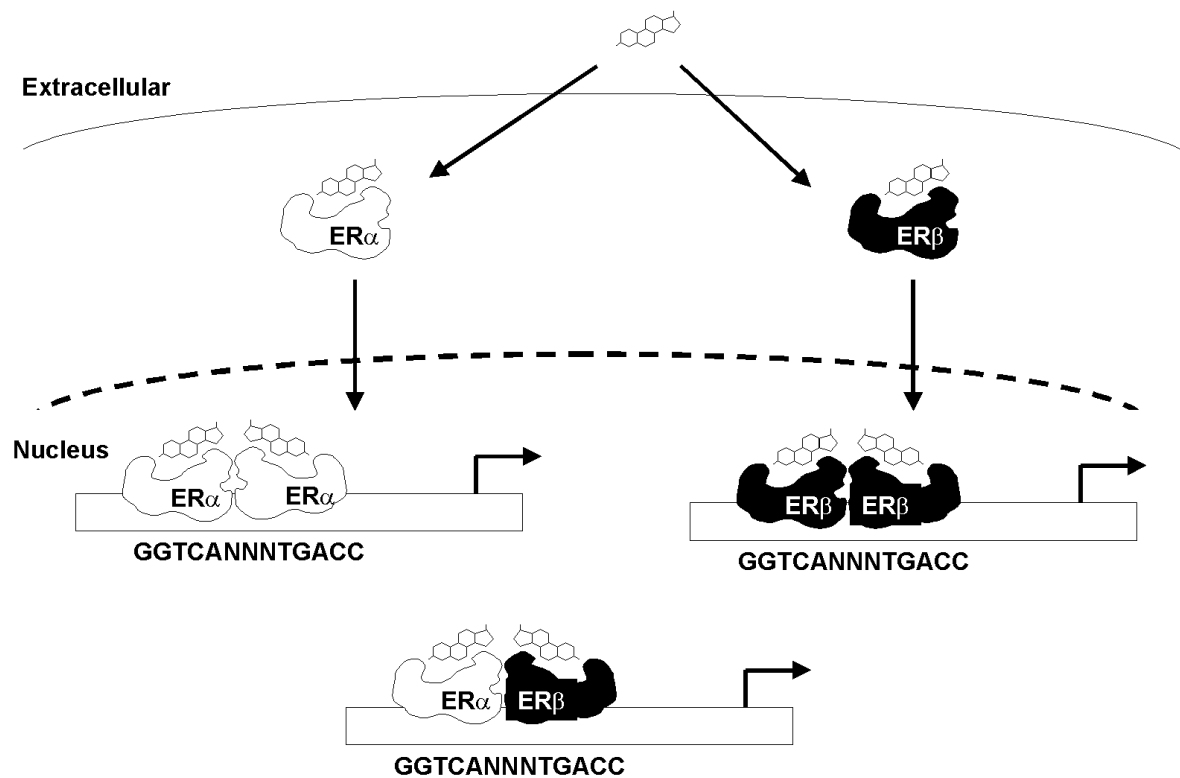 Extracellular
ERα
ERβ
Nucleus
ERα
ERα
ERβ
ERβ
GGTCANNNTGACC
GGTCANNNTGACC
ERα
ERβ
GGTCANNNTGACC